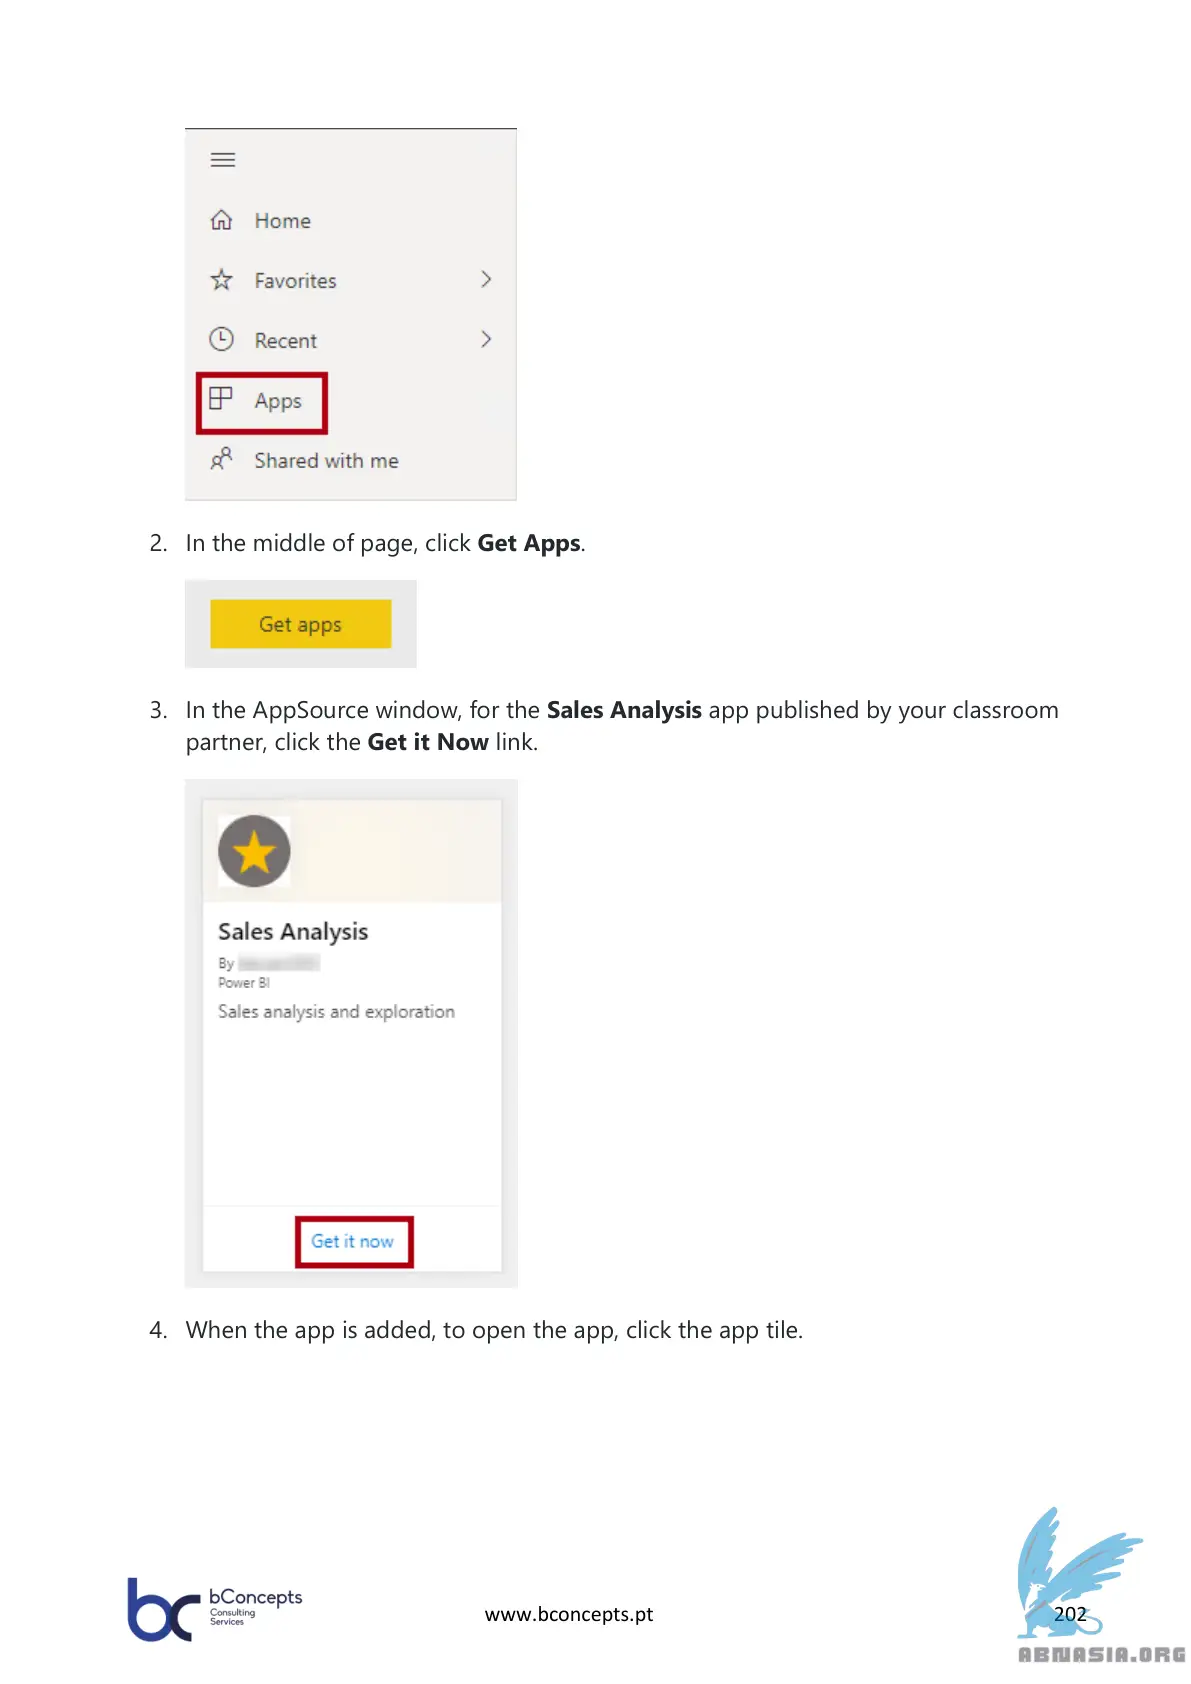 Home
Favorites
Recent
Apps
Shared with me
2. In the middle of page, click Get Apps.
Get apps
3. In the AppSource window, for the Sales Analysis app published by your classroom
partner, click the Get it Now link.
Sales Analysis
By
Power BI
Sales analysis and exploration
Get it now
4. When the app is added, to open the app, click the app tile.
bc bConcepts
Consulting
Services
www.bconcepts.pt
202
ABNASIA.ORG